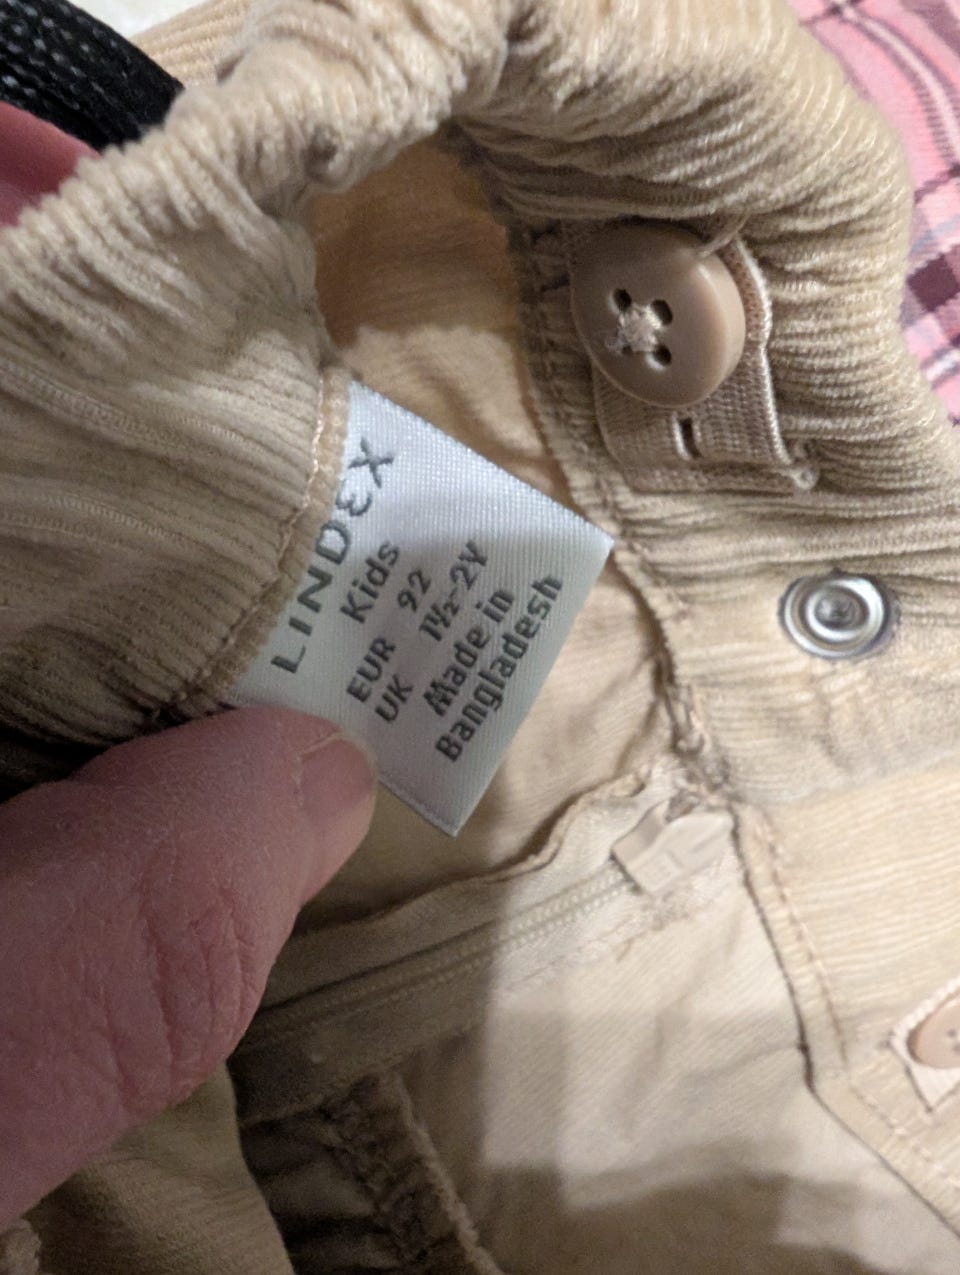 LINDEX
Kids
EUR 92
UK 1½-2Y
Made in
Bangladesh